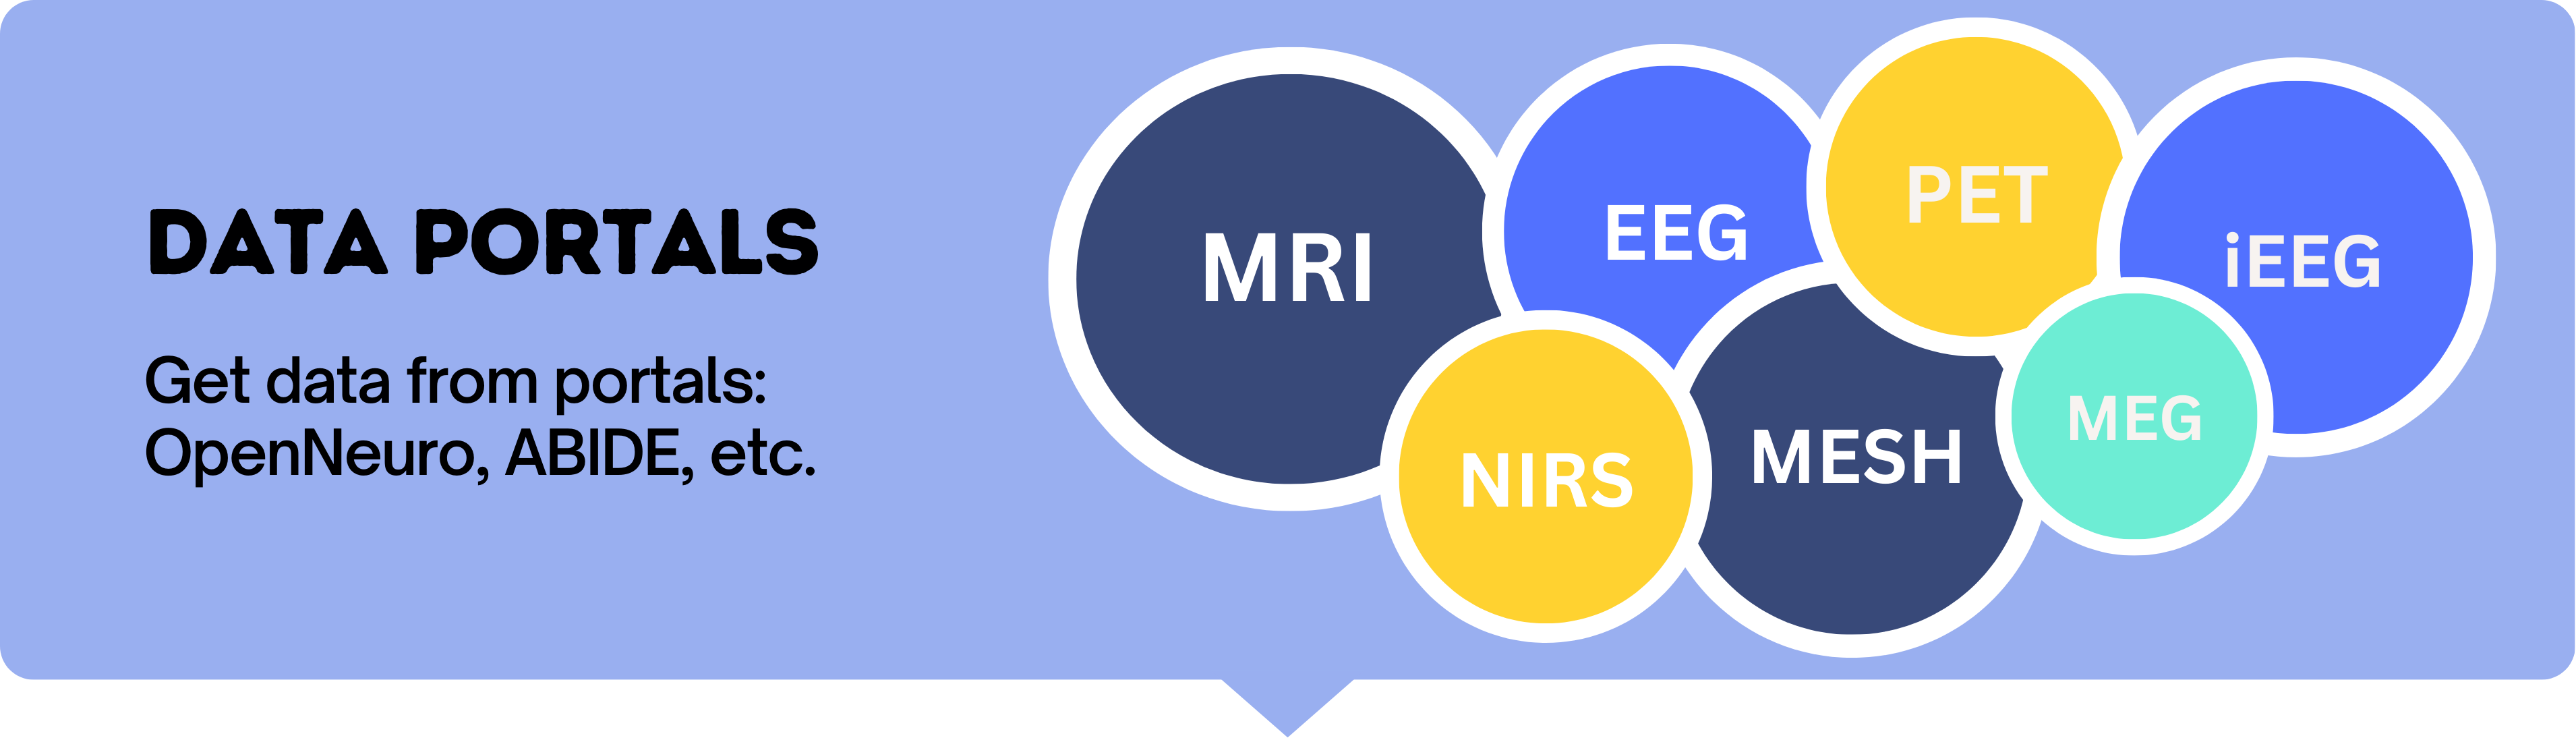 DATA PORTALS
Get data from portals:
OpenNeuro, ABIDE, etc.
MRI
EEG
PET
iEEG
NIRS
MESH
MEG